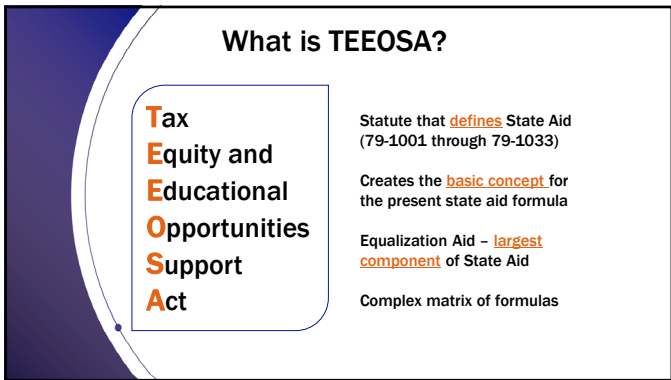 What is TEEOSA?
Tax
Equity and
Educational
Opportunities
Support
Act
Statute that defines State Aid
(79-1001 through 79-1033)
Creates the basic concept for
the present state aid formula
Equalization Aid – largest
component of State Aid
Complex matrix of formulas